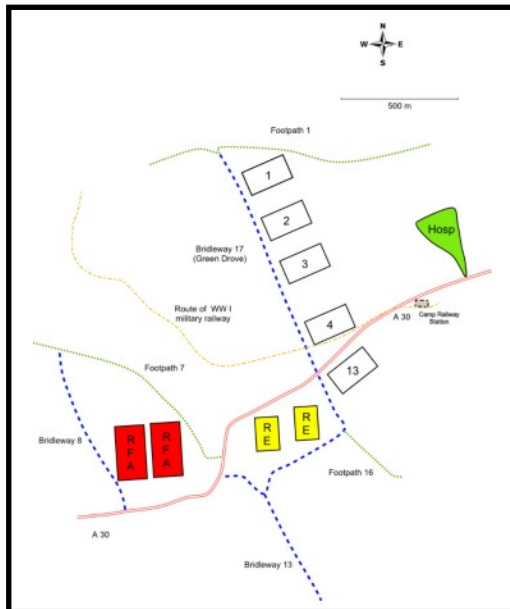 N
W E
S
500 m
Footpath 1
1
2
Hosp
Bridleway 17
(Green Drove)
3
Route of WW I
military railway
4
A 30
Camp Railway
Station
Footpath 7
13
Bridleway 8
R
F
A
R
F
A
R
E
R
E
Footpath 16
A 30
Bridleway 13